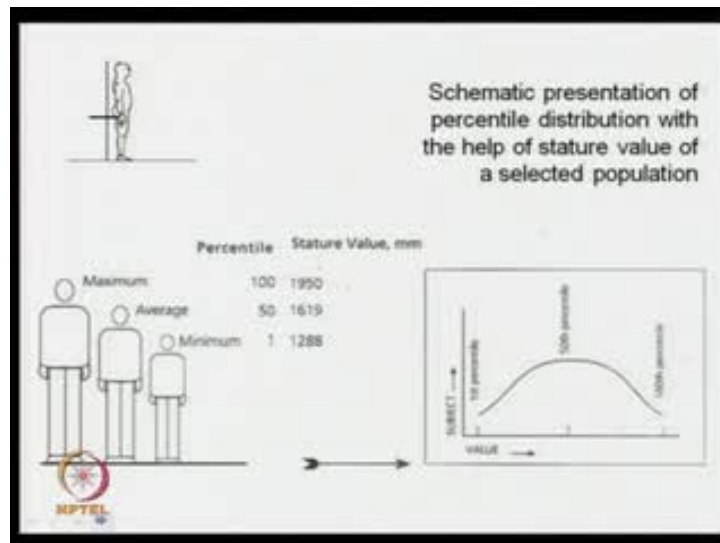 Schematic presentation of
percentile distribution with
the help of stature value of
a selected population
Percentile Stature Value, mm
Maximum 100 1950
Average 50 1619
Minimum 1 1288
1st percentile
50th percentile
100th percentile
SUBJECT
VALUE
NPTEL